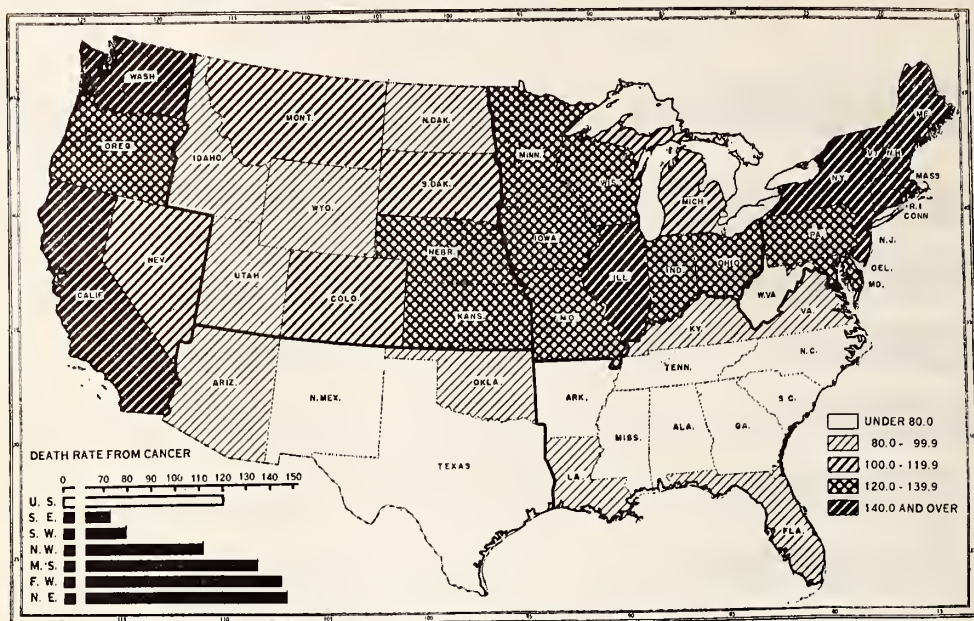 WASH.
MONT.
N.DAK.
MINN.
ME.
OREG.
IDAHO.
S.DAK.
WIS.
VT.
N.H.
MICH.
N.Y.
MASS
R.I
CONN
WYO.
NEBR.
IOWA
PA.
N.J.
NEV.
UTAH
COLO.
KANS.
MO.
ILL.
IND.
OHIO
W.VA
DEL.
MD.
CALIF.
KY.
VA.
ARIZ.
N.MEX.
OKLA.
ARK.
TENN.
N.C.
S.C.
TEXAS
LA.
MISS.
ALA.
GA.
FLA.
UNDER 80.0
80.0 - 99.9
100.0 - 119.9
120.0 - 139.9
140.0 AND OVER
DEATH RATE FROM CANCER
0 70 80 100 120 140 150
U. S.
S. E.
S. W.
N. W.
M. S.
F. W.
N. E.